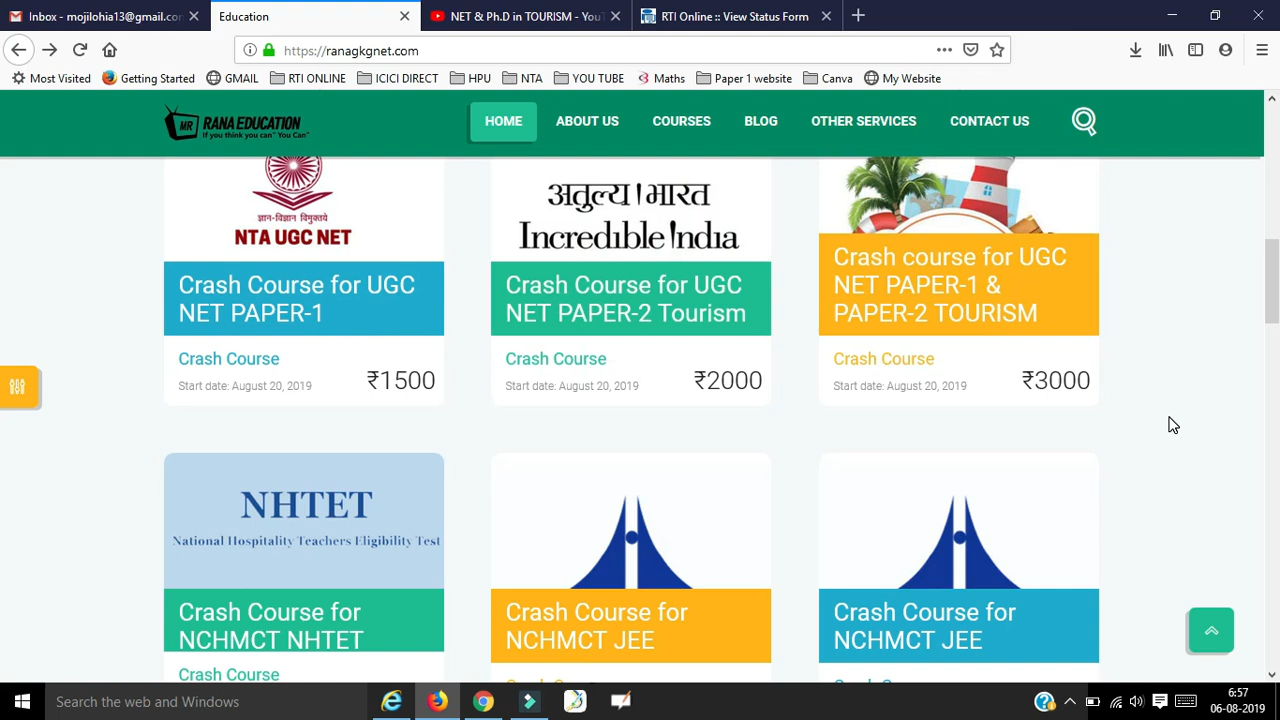 Inbox - mojilohia13@gmail.co
Education
NET & Ph.D in TOURISM - YouT
RTI Online :: View Status Form
https://ranagkgnet.com
Most Visited
Getting Started
GMAIL
RTI ONLINE
ICICI DIRECT
HPU
NTA
YOU TUBE
Maths
Paper 1 website
Canva
My Website
MR RANA EDUCATION
If you think you can" You Can"
HOME
ABOUT US
COURSES
BLOG
OTHER SERVICES
CONTACT US
ज्ञान-विज्ञान विमुक्तये
NTA UGC NET
Crash Course for UGC
NET PAPER-1
Crash Course
Start date: August 20, 2019
₹1500
अतुल्य ! भारत
Incredible !ndia
Crash Course for UGC
NET PAPER-2 Tourism
Crash Course
Start date: August 20, 2019
₹2000
Crash course for UGC
NET PAPER-1 &
PAPER-2 TOURISM
Crash Course
Start date: August 20, 2019
₹3000
NHTET
National Hospitality Teachers Eligibility Test
Crash Course for
NCHMCT NHTET
Crash Course
Crash Course for
NCHMCT JEE
Crash Course for
NCHMCT JEE
Search the web and Windows
6:57
06-08-2019